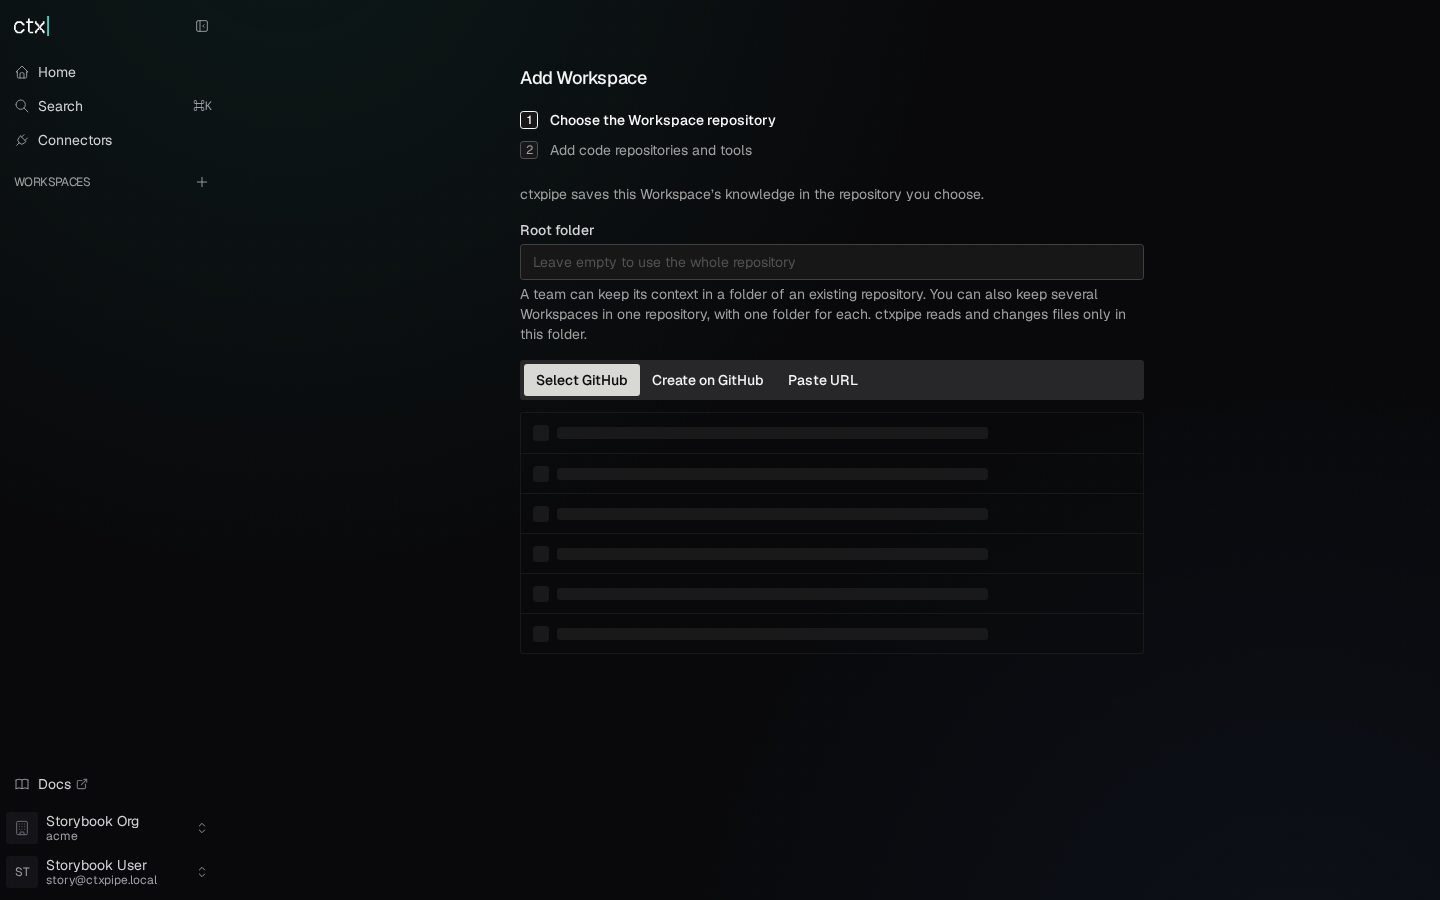 ctx
Home
Search
⌘K
Connectors
WORKSPACES
Add Workspace
1 Choose the Workspace repository
2 Add code repositories and tools
ctxpipe saves this Workspace’s knowledge in the repository you choose.
Root folder
Leave empty to use the whole repository
A team can keep its context in a folder of an existing repository. You can also keep several
Workspaces in one repository, with one folder for each. ctxpipe reads and changes files only in
this folder.
Select GitHub Create on GitHub Paste URL
Docs
Storybook Org
acme
ST
Storybook User
story@ctxpipe.local